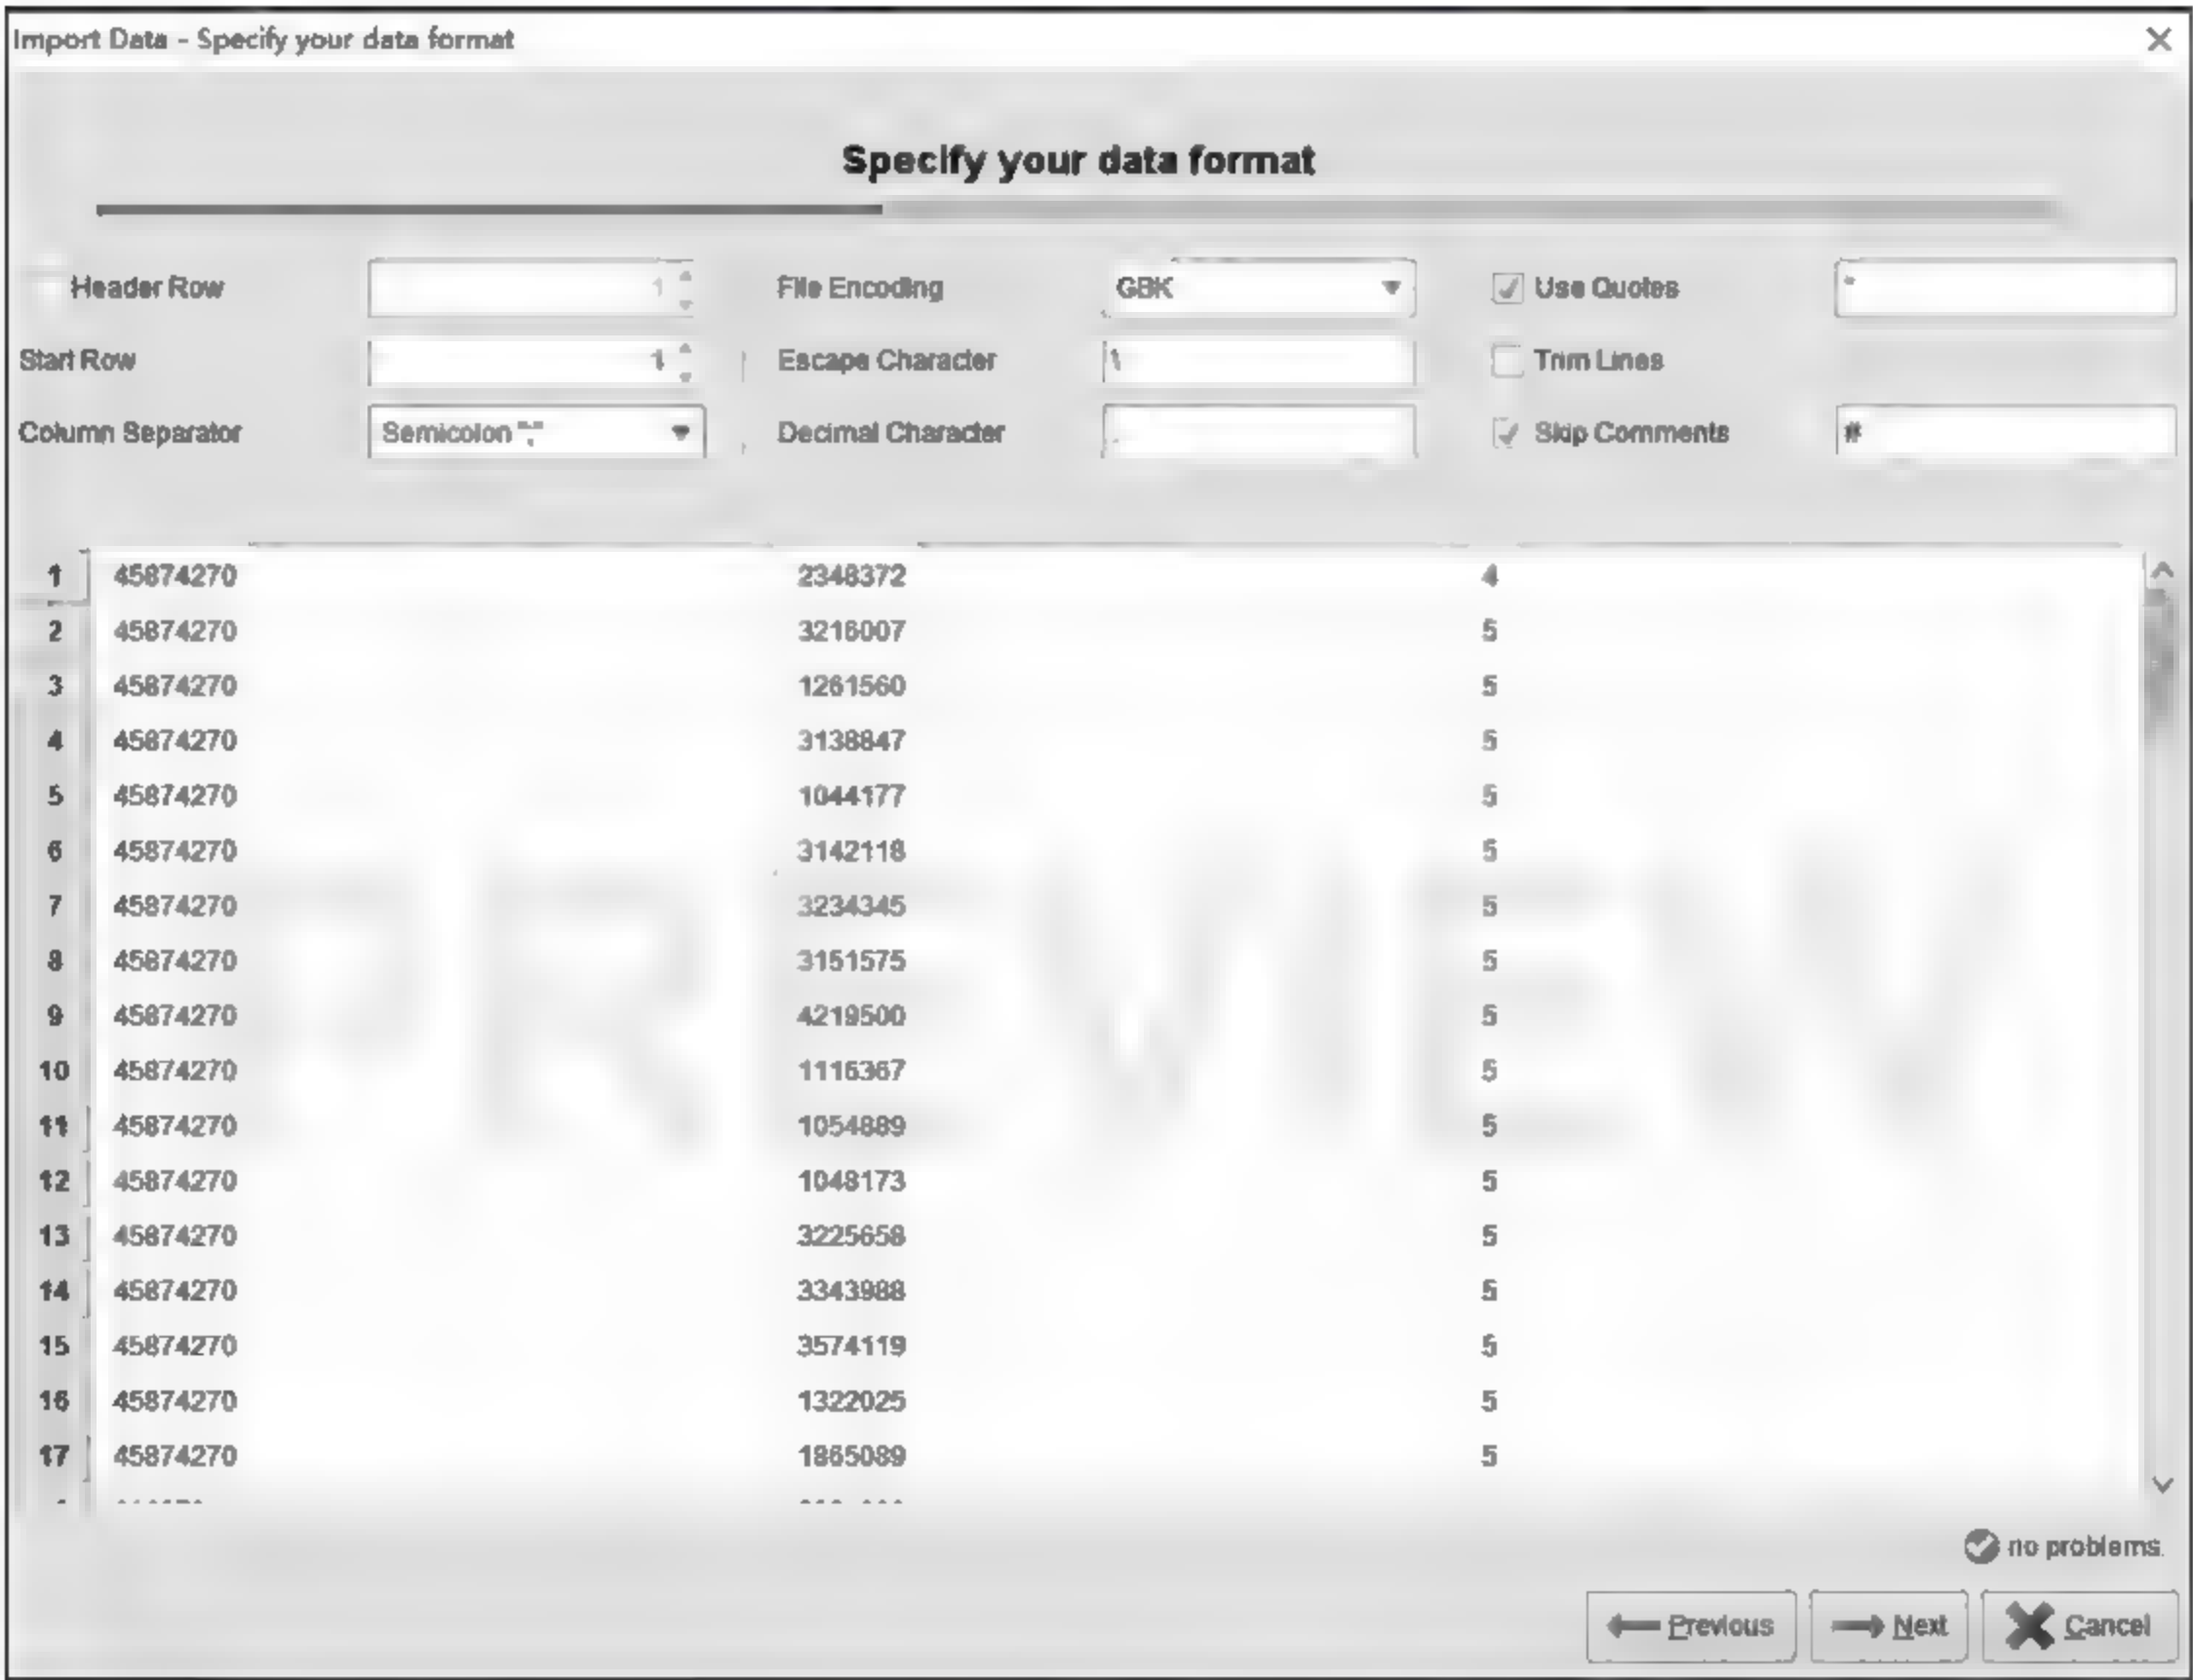 Import Data - Specify your data format
Specify your data format
Header Row 1 File Encoding GBK Use Quotes "
Start Row 1 Escape Character \ Trim Lines
Column Separator Semicolon ";" Decimal Character . Skip Comments #
1 45874270 2348372 4
2 45874270 3216007 5
3 45874270 1261560 5
4 45874270 3138847 5
5 45874270 1044177 5
6 45874270 3142118 5
7 45874270 3234345 5
8 45874270 3151575 5
9 45874270 4219500 5
10 45874270 1116367 5
11 45874270 1054889 5
12 45874270 1048173 5
13 45874270 3225658 5
14 45874270 3343988 5
15 45874270 3574119 5
16 45874270 1322025 5
17 45874270 1865089 5
PREVIEW
no problems.
Previous Next Cancel